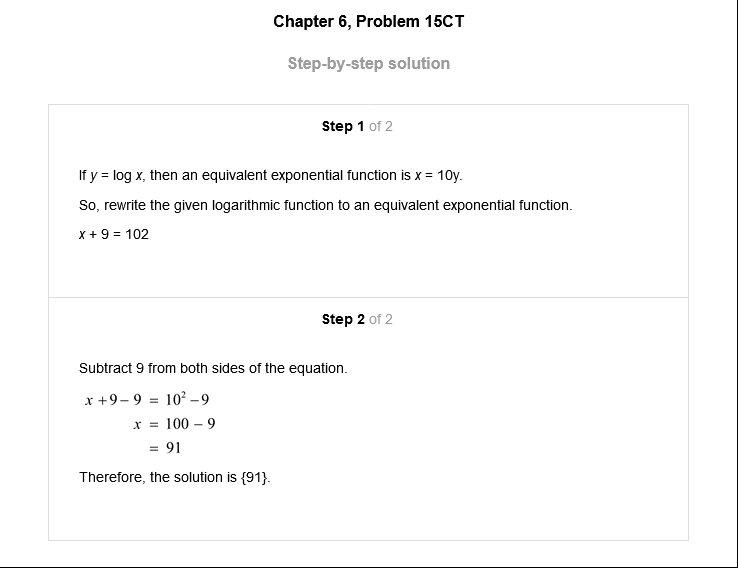 Chapter 6, Problem 15CT
Step-by-step solution
Step 1 of 2
If y = log x, then an equivalent exponential function is x = 10y.
So, rewrite the given logarithmic function to an equivalent exponential function.
x + 9 = 102
Step 2 of 2
Subtract 9 from both sides of the equation.
x + 9 – 9 = 10² – 9
x = 100 – 9
= 91
Therefore, the solution is {91}.